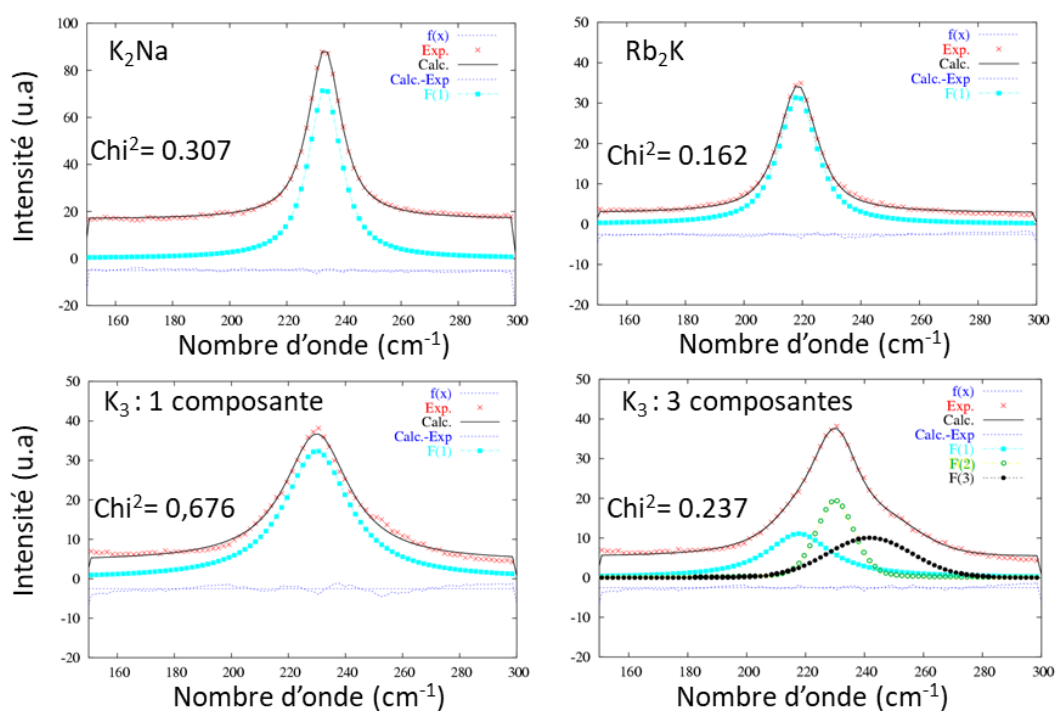 K₂Na
f(x)
Exp.
Calc.
Calc.-Exp
F(1)
Chi²= 0.307
Intensité (u.a)
100
80
60
40
20
0
-20
160 180 200 220 240 260 280 300
Nombre d'onde (cm⁻¹)
Rb₂K
f(x)
Exp.
Calc.
Calc.-Exp
F(1)
Chi²= 0.162
50
40
30
20
10
0
-10
-20
160 180 200 220 240 260 280 300
Nombre d'onde (cm⁻¹)
K₃ : 1 composante
f(x)
Exp.
Calc.
Calc.-Exp
F(1)
Chi²= 0,676
Intensité (u.a)
50
40
30
20
10
0
-10
-20
160 180 200 220 240 260 280 300
Nombre d'onde (cm⁻¹)
K₃ : 3 composantes
f(x)
Exp.
Calc.
Calc.-Exp
F(1)
F(2)
F(3)
Chi²= 0.237
50
40
30
20
10
0
-10
-20
160 180 200 220 240 260 280 300
Nombre d'onde (cm⁻¹)